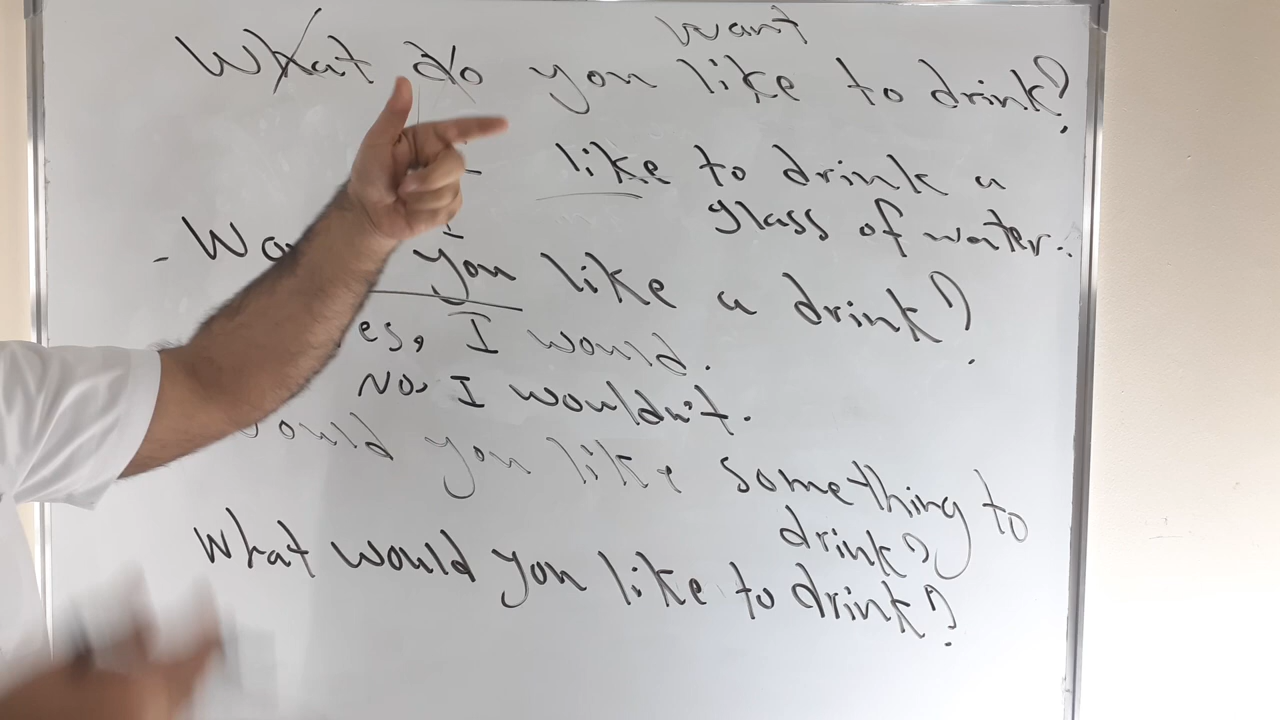 want
What do you like to drink?
like to drink a
glass of water.
- Wo you like a drink?
es, I would.
No, I wouldn't.
ould you like something to
drink?
What would you like to drink?